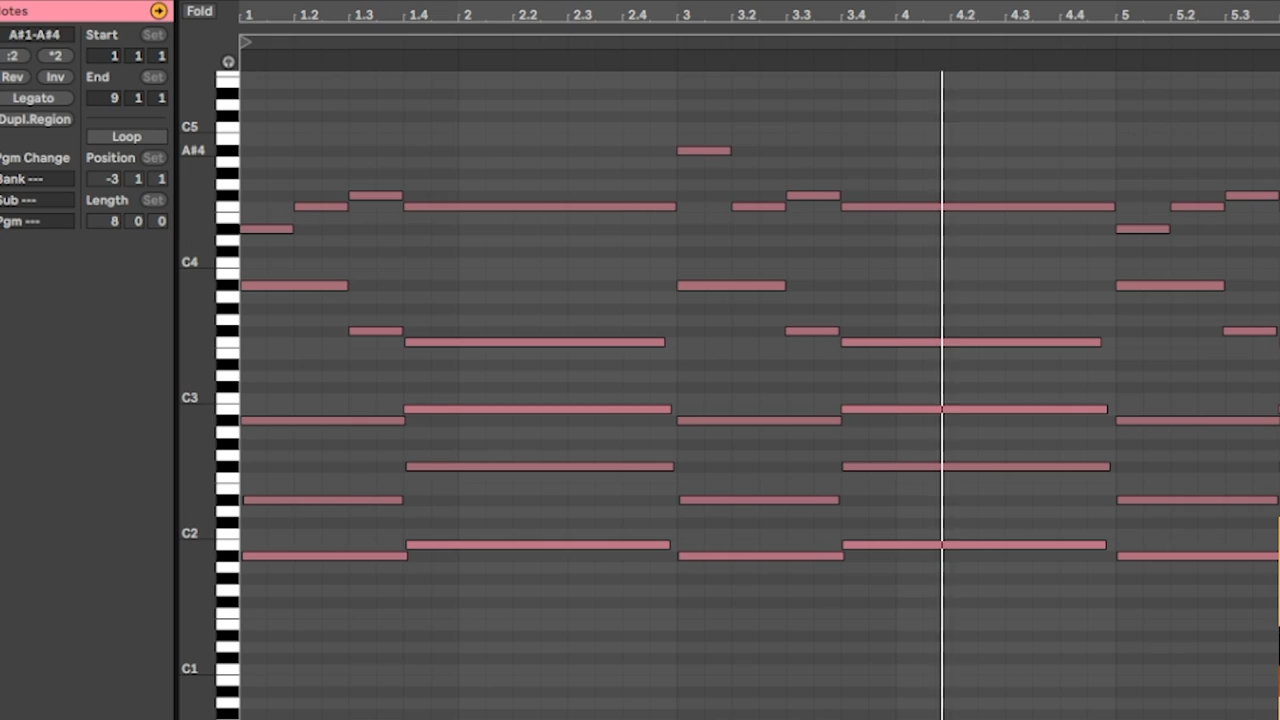 otes
A#1-A#4
:2 *2
Rev Inv
Legato
Dupl.Region
Pgm Change
Bank ---
Sub ---
Pgm ---
Start Set
1 1 1
End Set
9 1 1
Loop
Position Set
-3 1 1
Length Set
8 0 0
Fold
1 1.2 1.3 1.4 2 2.2 2.3 2.4 3 3.2 3.3 3.4 4 4.2 4.3 4.4 5 5.2 5.3
C5
A#4
C4
C3
C2
C1